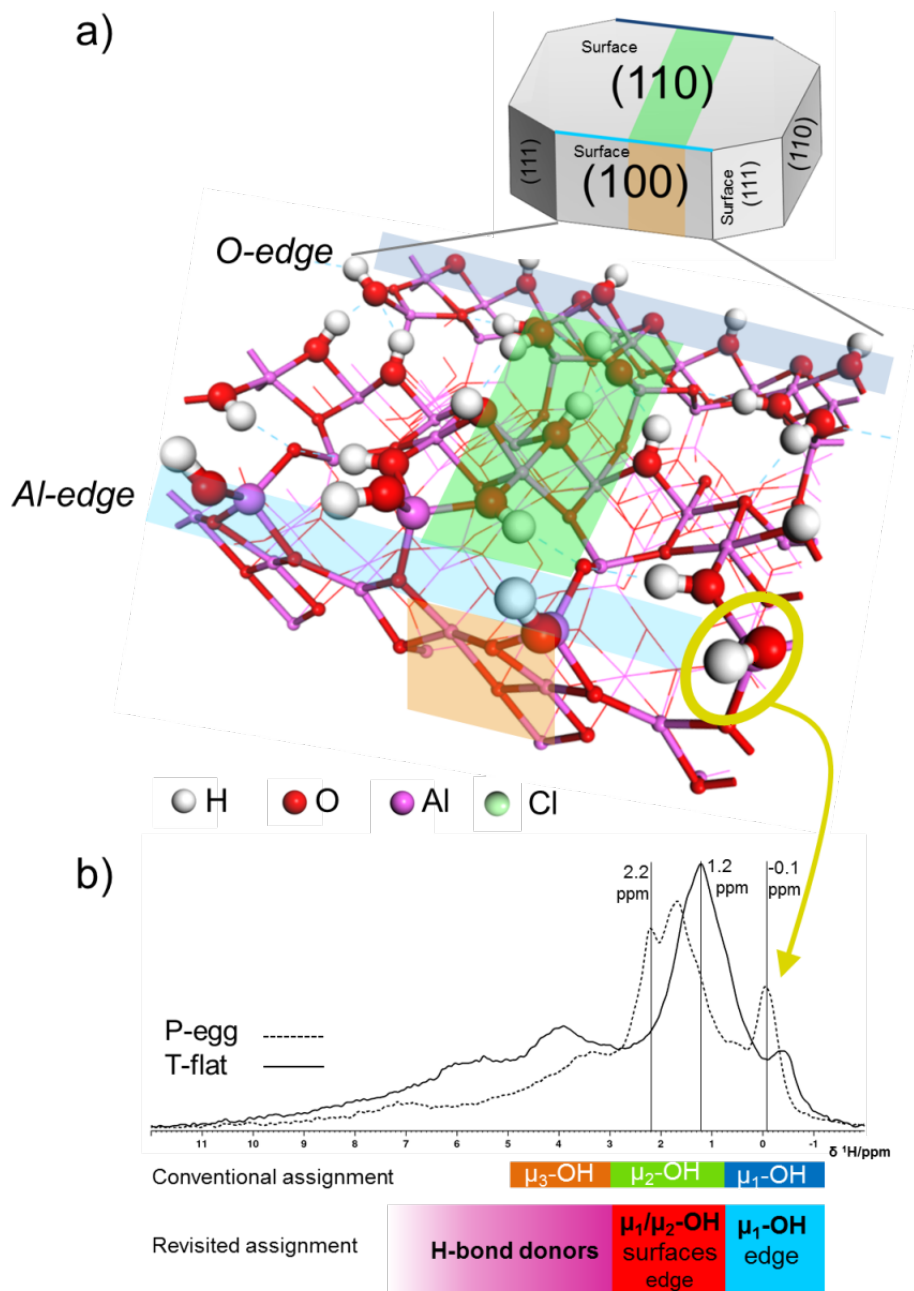 a)
Surface
(110)
Surface
(100)
(111)
Surface
(111)
(110)
O-edge
Al-edge
H
O
Al
Cl
b)
2.2
ppm
1.2
ppm
-0.1
ppm
P-egg
T-flat
11 10 9 8 7 6 5 4 3 2 1 0 -1
δ ¹H/ppm
Conventional assignment
μ₃-OH
μ₂-OH
μ₁-OH
Revisited assignment
H-bond donors
μ₁/μ₂-OH
surfaces
edge
μ₁-OH
edge